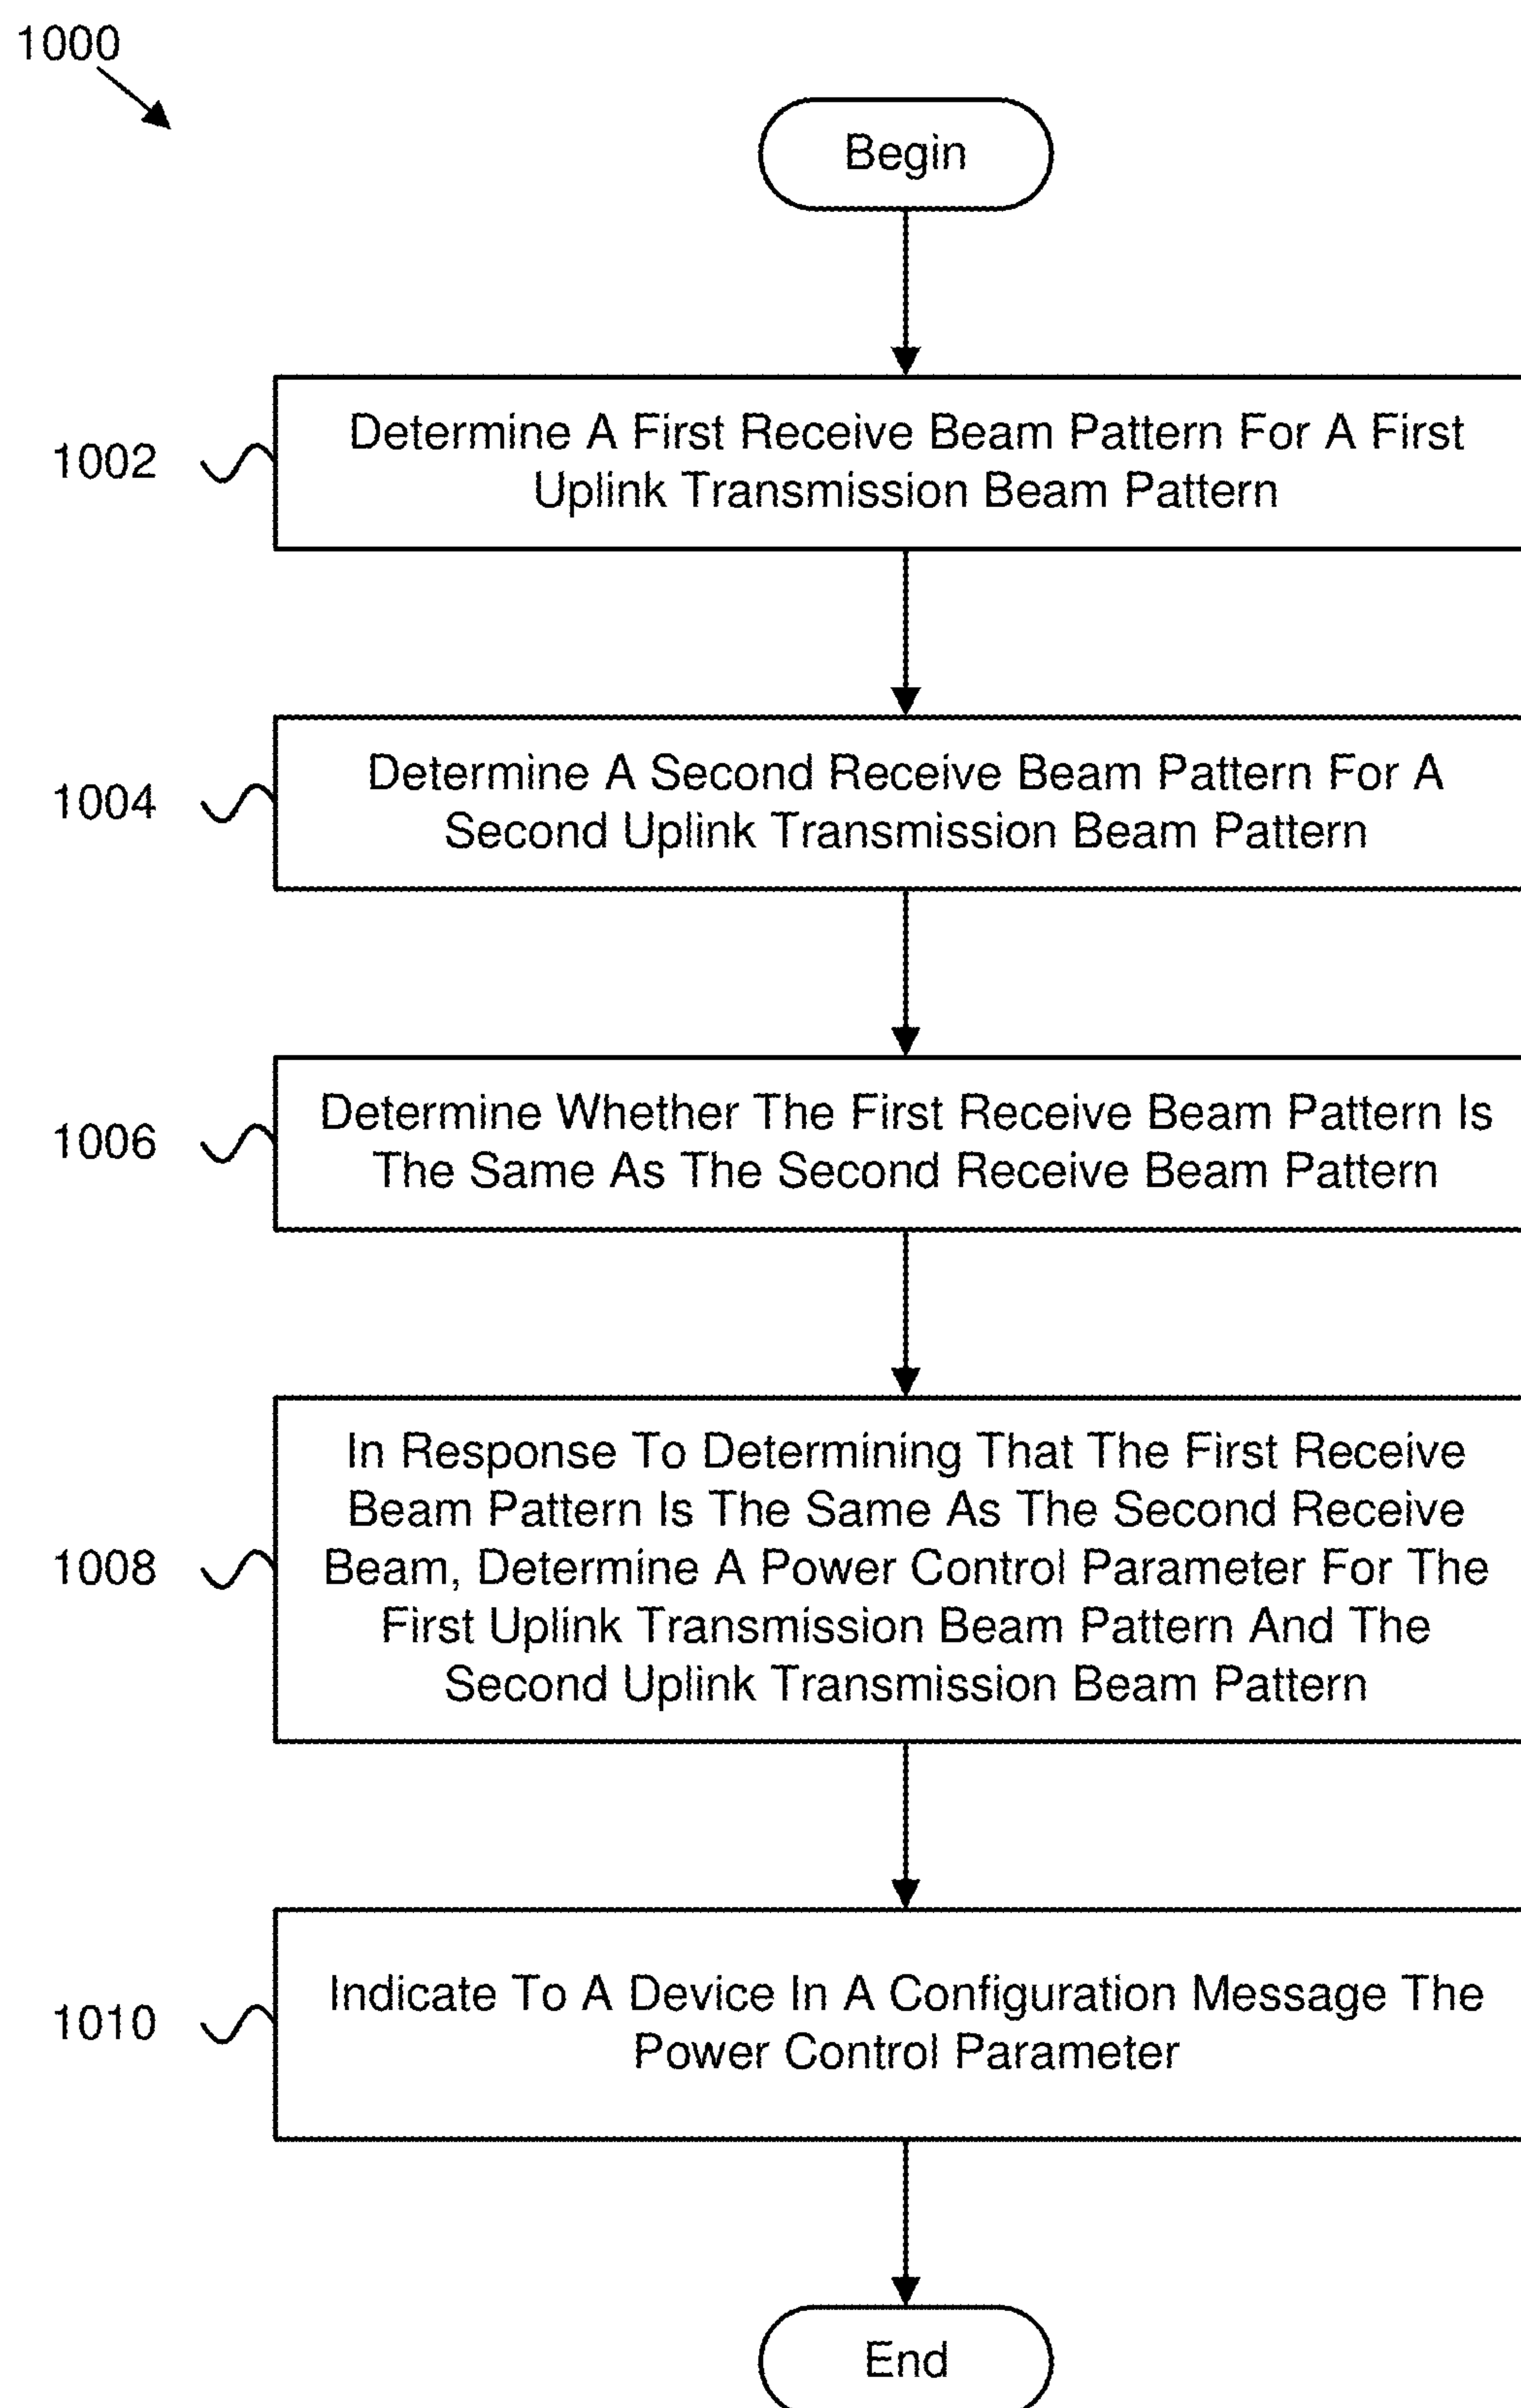 1000
Begin
1002
Determine A First Receive Beam Pattern For A First
Uplink Transmission Beam Pattern
1004
Determine A Second Receive Beam Pattern For A
Second Uplink Transmission Beam Pattern
1006
Determine Whether The First Receive Beam Pattern Is
The Same As The Second Receive Beam Pattern
1008
In Response To Determining That The First Receive
Beam Pattern Is The Same As The Second Receive
Beam, Determine A Power Control Parameter For The
First Uplink Transmission Beam Pattern And The
Second Uplink Transmission Beam Pattern
1010
Indicate To A Device In A Configuration Message The
Power Control Parameter
End